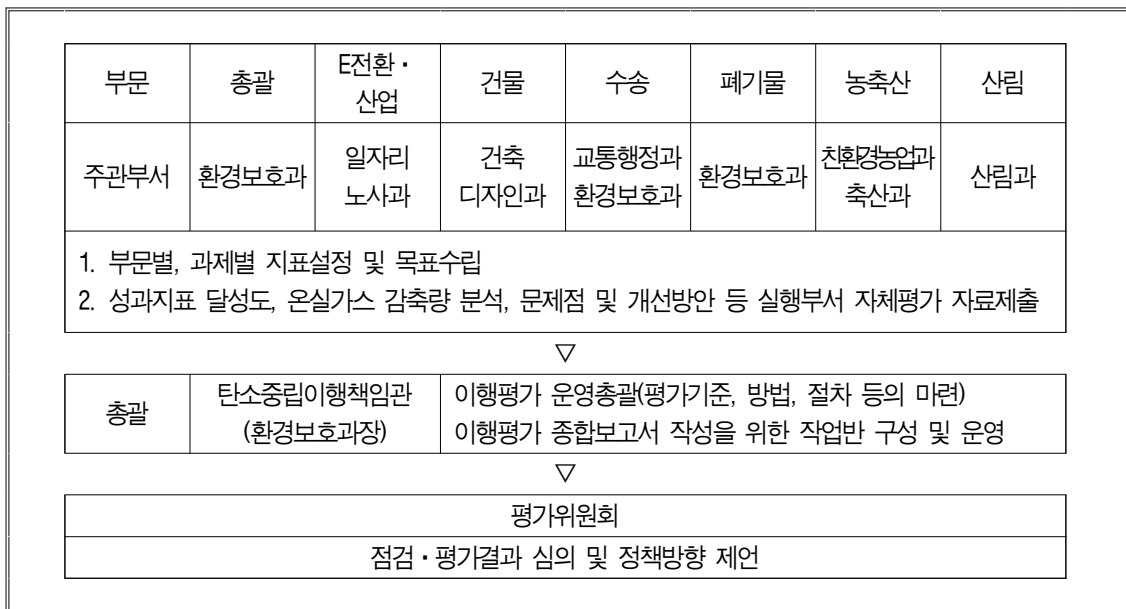 부문 총괄 E전환・산업 건물 수송 폐기물 농축산 산림
주관부서 환경보호과 일자리노사과 건축디자인과 교통행정과 환경보호과 환경보호과 친환경농업과 축산과 산림과
1. 부문별, 과제별 지표설정 및 목표수립
2. 성과지표 달성도, 온실가스 감축량 분석, 문제점 및 개선방안 등 실행부서 자체평가 자료제출
▽
총괄 탄소중립이행책임관 (환경보호과장)
이행평가 운영총괄(평가기준, 방법, 절차 등의 마련)
이행평가 종합보고서 작성을 위한 작업반 구성 및 운영
▽
평가위원회
점검・평가결과 심의 및 정책방향 제언